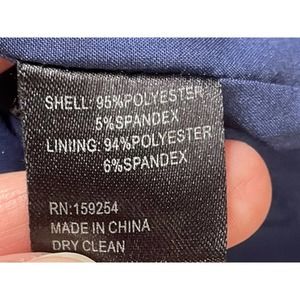 SHELL: 95%POLYESTER
5%SPANDEX
LINING: 94%POLYESTER
6%SPANDEX
RN:159254
MADE IN CHINA
DRY CLEAN